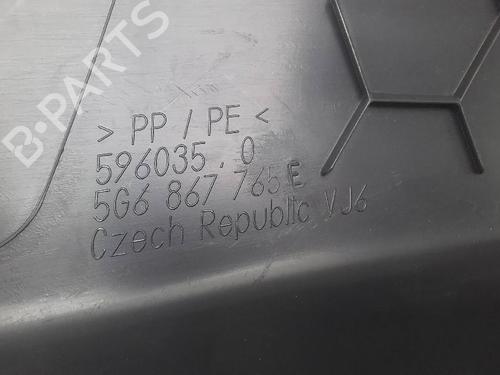 B-PARTS
> PP / PE <
596035.0
5G6 867 765 E
Czech Republic VJ6